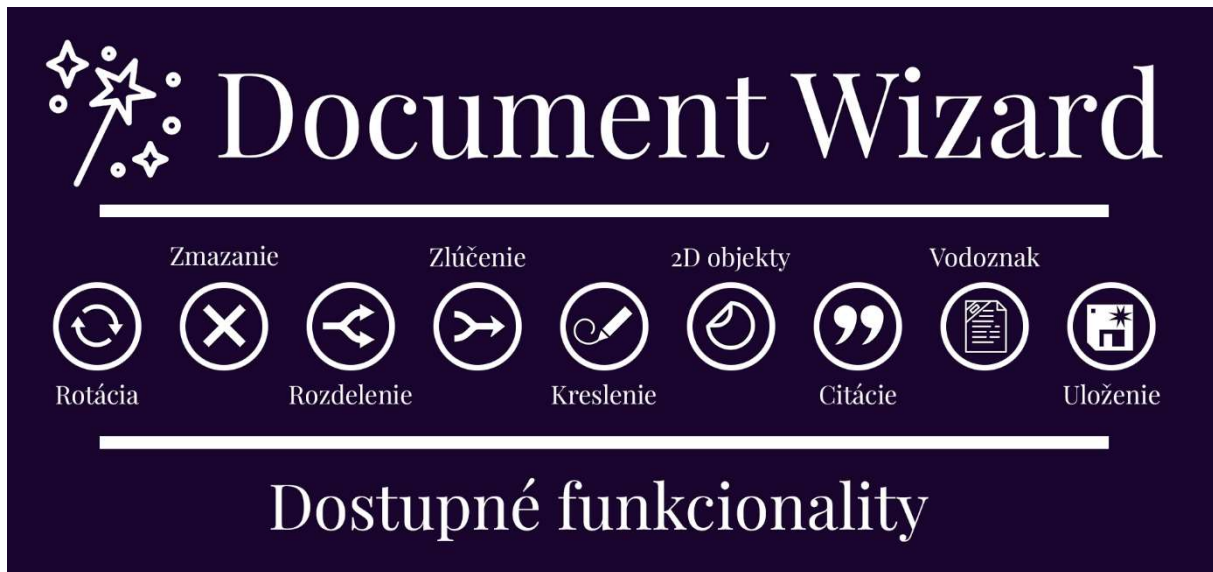 Document Wizard
Zmazanie Zlúčenie 2D objekty Vodoznak
Rotácia Rozdelenie Kreslenie Citácie Uloženie
Dostupné funkcionality